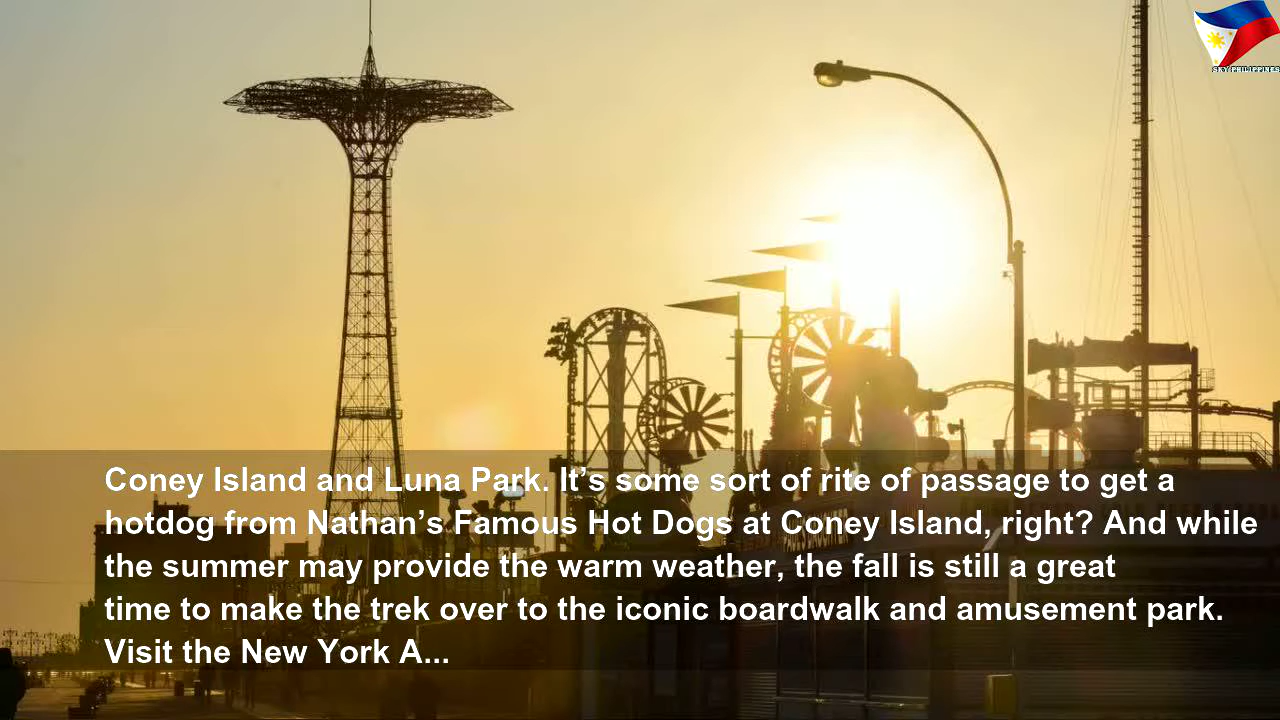 SKY PHILIPPINES
Coney Island and Luna Park. It’s some sort of rite of passage to get a
hotdog from Nathan’s Famous Hot Dogs at Coney Island, right? And while
the summer may provide the warm weather, the fall is still a great
time to make the trek over to the iconic boardwalk and amusement park.
Visit the New York A...